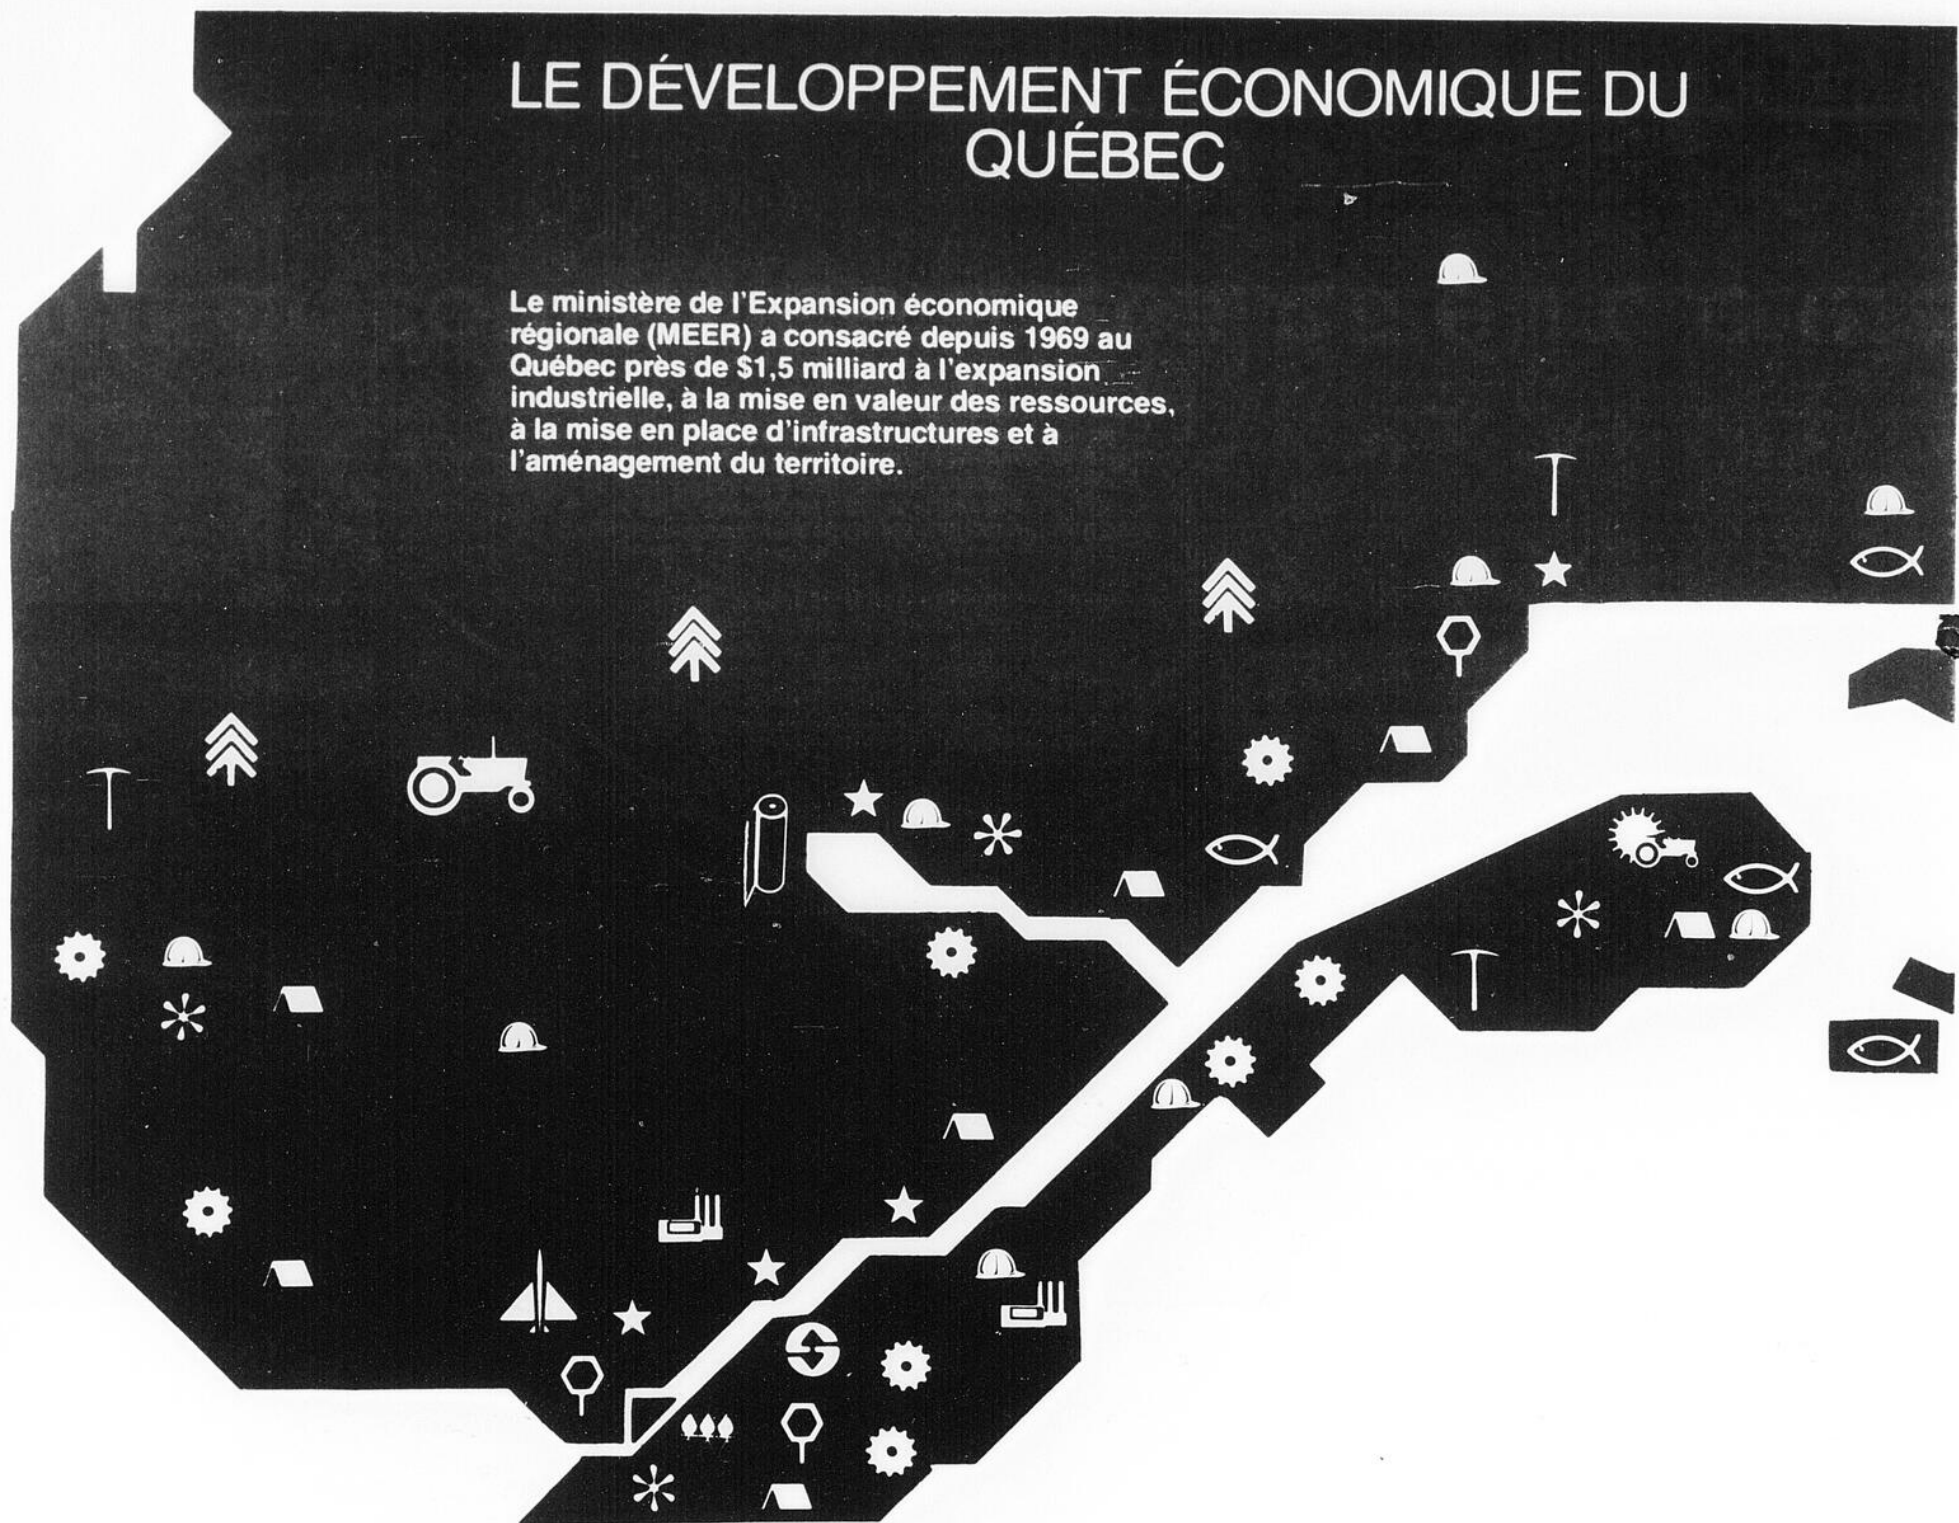 LE DÉVELOPPEMENT ÉCONOMIQUE DU
QUÉBEC
Le ministère de l'Expansion économique
régionale (MEER) a consacré depuis 1969 au
Québec près de $1,5 milliard à l'expansion
industrielle, à la mise en valeur des ressources,
à la mise en place d'infrastructures et à
l'aménagement du territoire.